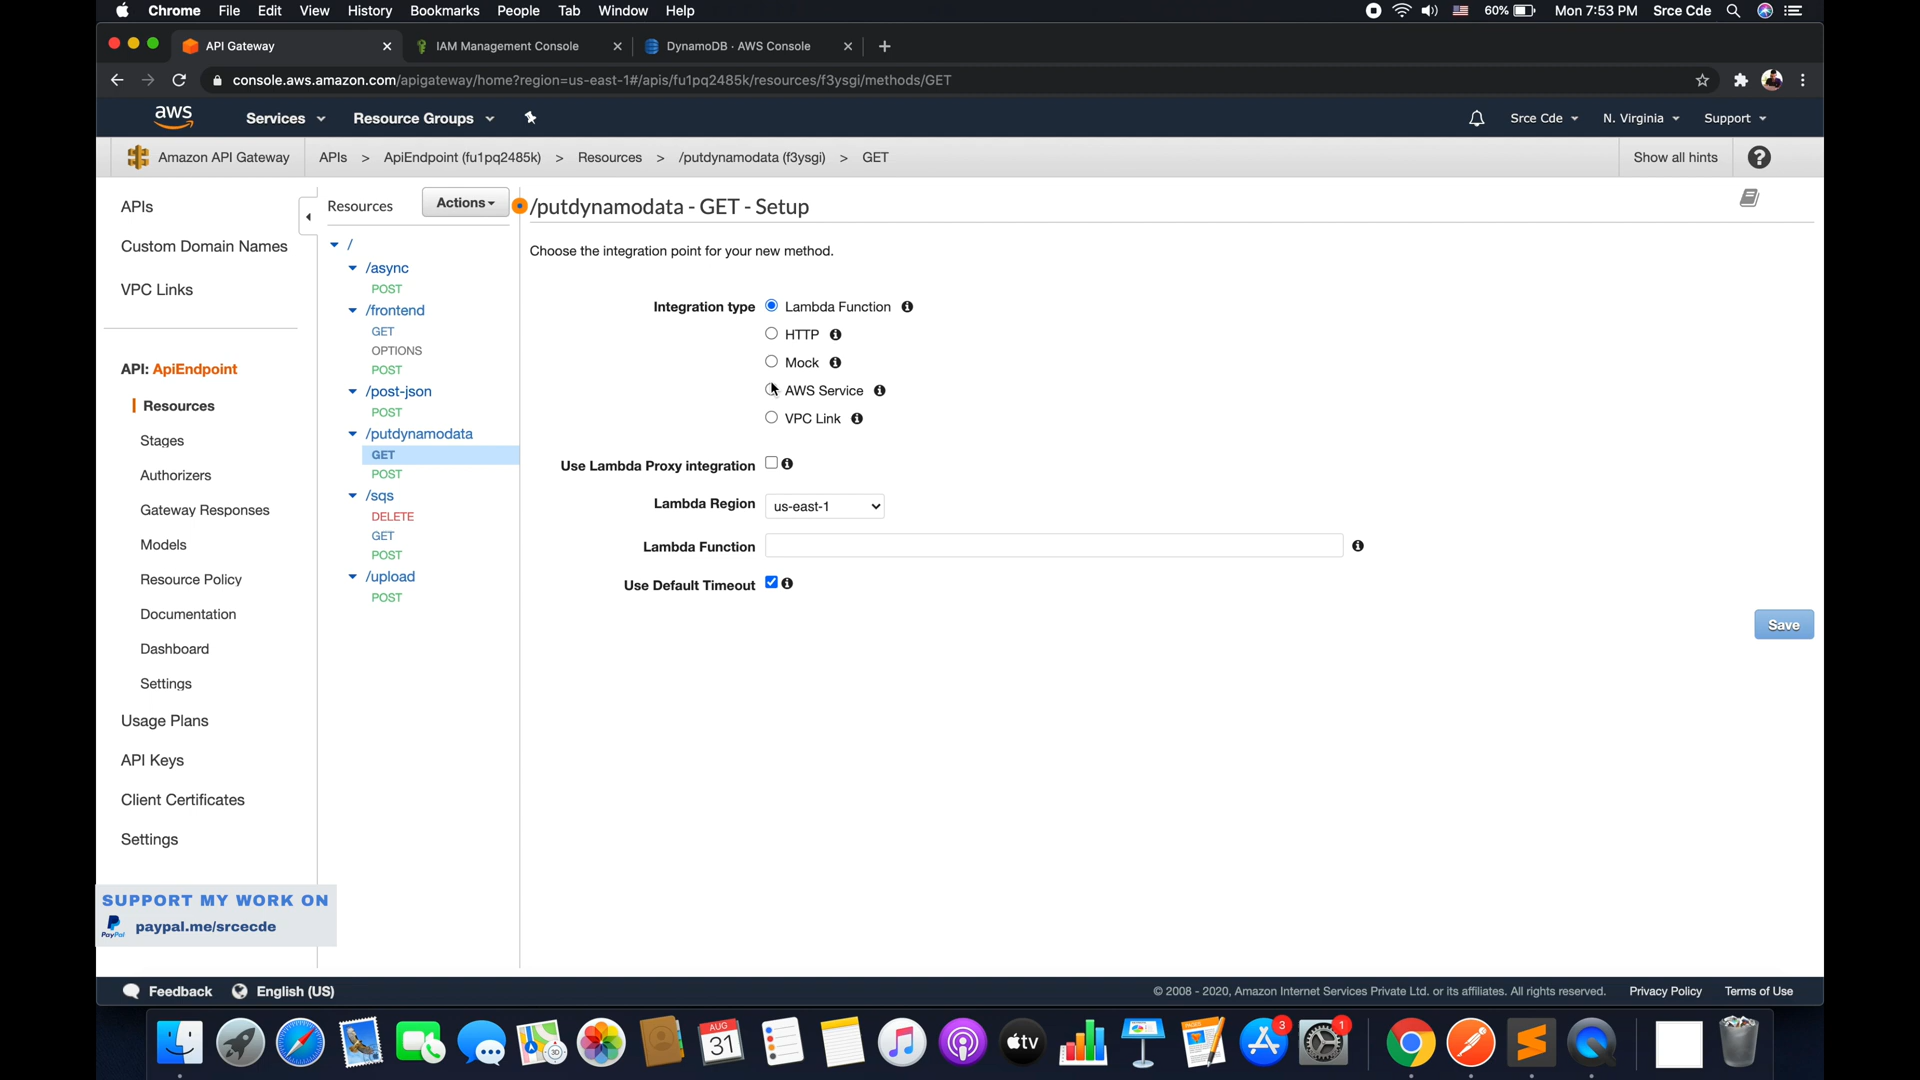 Chrome File Edit View History Bookmarks People Tab Window Help 60% Mon 7:53 PM Srce Cde
API Gateway IAM Management Console DynamoDB · AWS Console
console.aws.amazon.com/apigateway/home?region=us-east-1#/apis/fu1pq2485k/resources/f3ysgi/methods/GET
aws Services Resource Groups Srce Cde N. Virginia Support
Amazon API Gateway APIs > ApiEndpoint (fu1pq2485k) > Resources > /putdynamodata (f3ysgi) > GET Show all hints ?
APIs
Custom Domain Names
VPC Links
API: ApiEndpoint
Resources
Stages
Authorizers
Gateway Responses
Models
Resource Policy
Documentation
Dashboard
Settings
Usage Plans
API Keys
Client Certificates
Settings
Resources Actions
/
/async
POST
/frontend
GET
OPTIONS
POST
/post-json
POST
/putdynamodata
GET
POST
/sqs
DELETE
GET
POST
/upload
POST
/putdynamodata - GET - Setup
Choose the integration point for your new method.
Integration type Lambda Function
HTTP
Mock
AWS Service
VPC Link
Use Lambda Proxy integration
Lambda Region us-east-1
Lambda Function
Use Default Timeout
Save
SUPPORT MY WORK ON
PayPal paypal.me/srcecde
Feedback English (US) © 2008 - 2020, Amazon Internet Services Private Ltd. or its affiliates. All rights reserved. Privacy Policy Terms of Use
3D AUG 31 tv PAGES 3 1